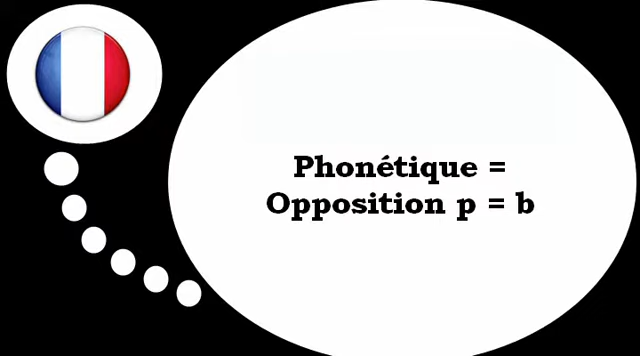 Phonétique =
Opposition p = b